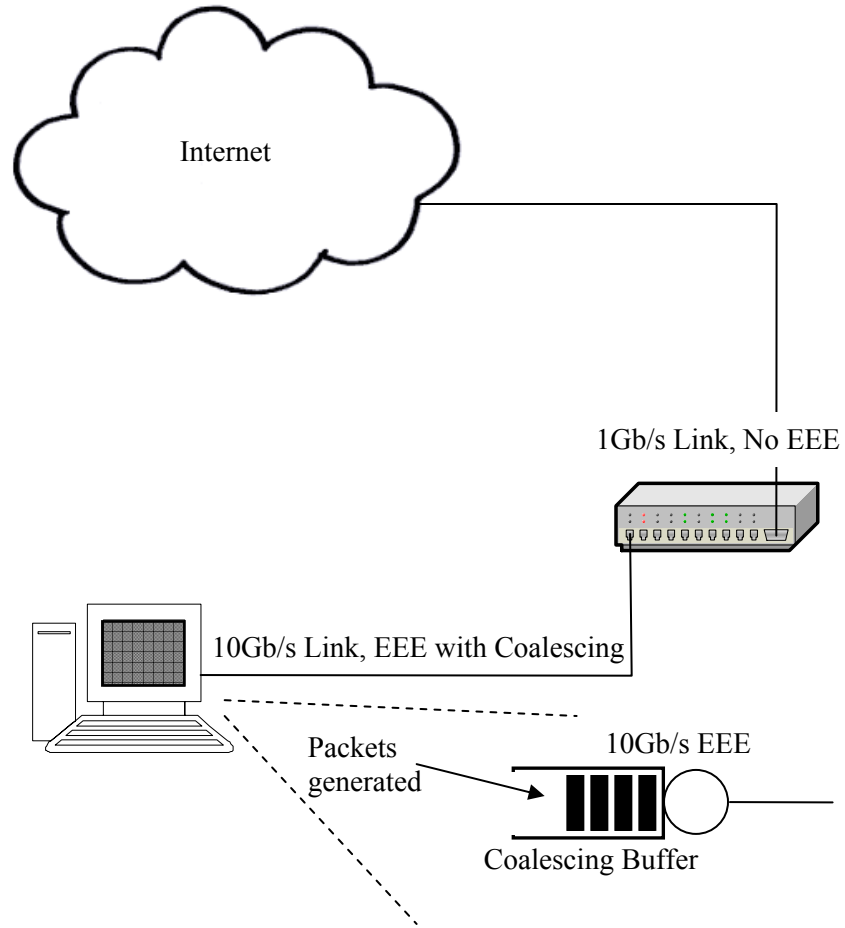 Internet
1Gb/s Link, No EEE
10Gb/s Link, EEE with Coalescing
Packets
generated
10Gb/s EEE
Coalescing Buffer